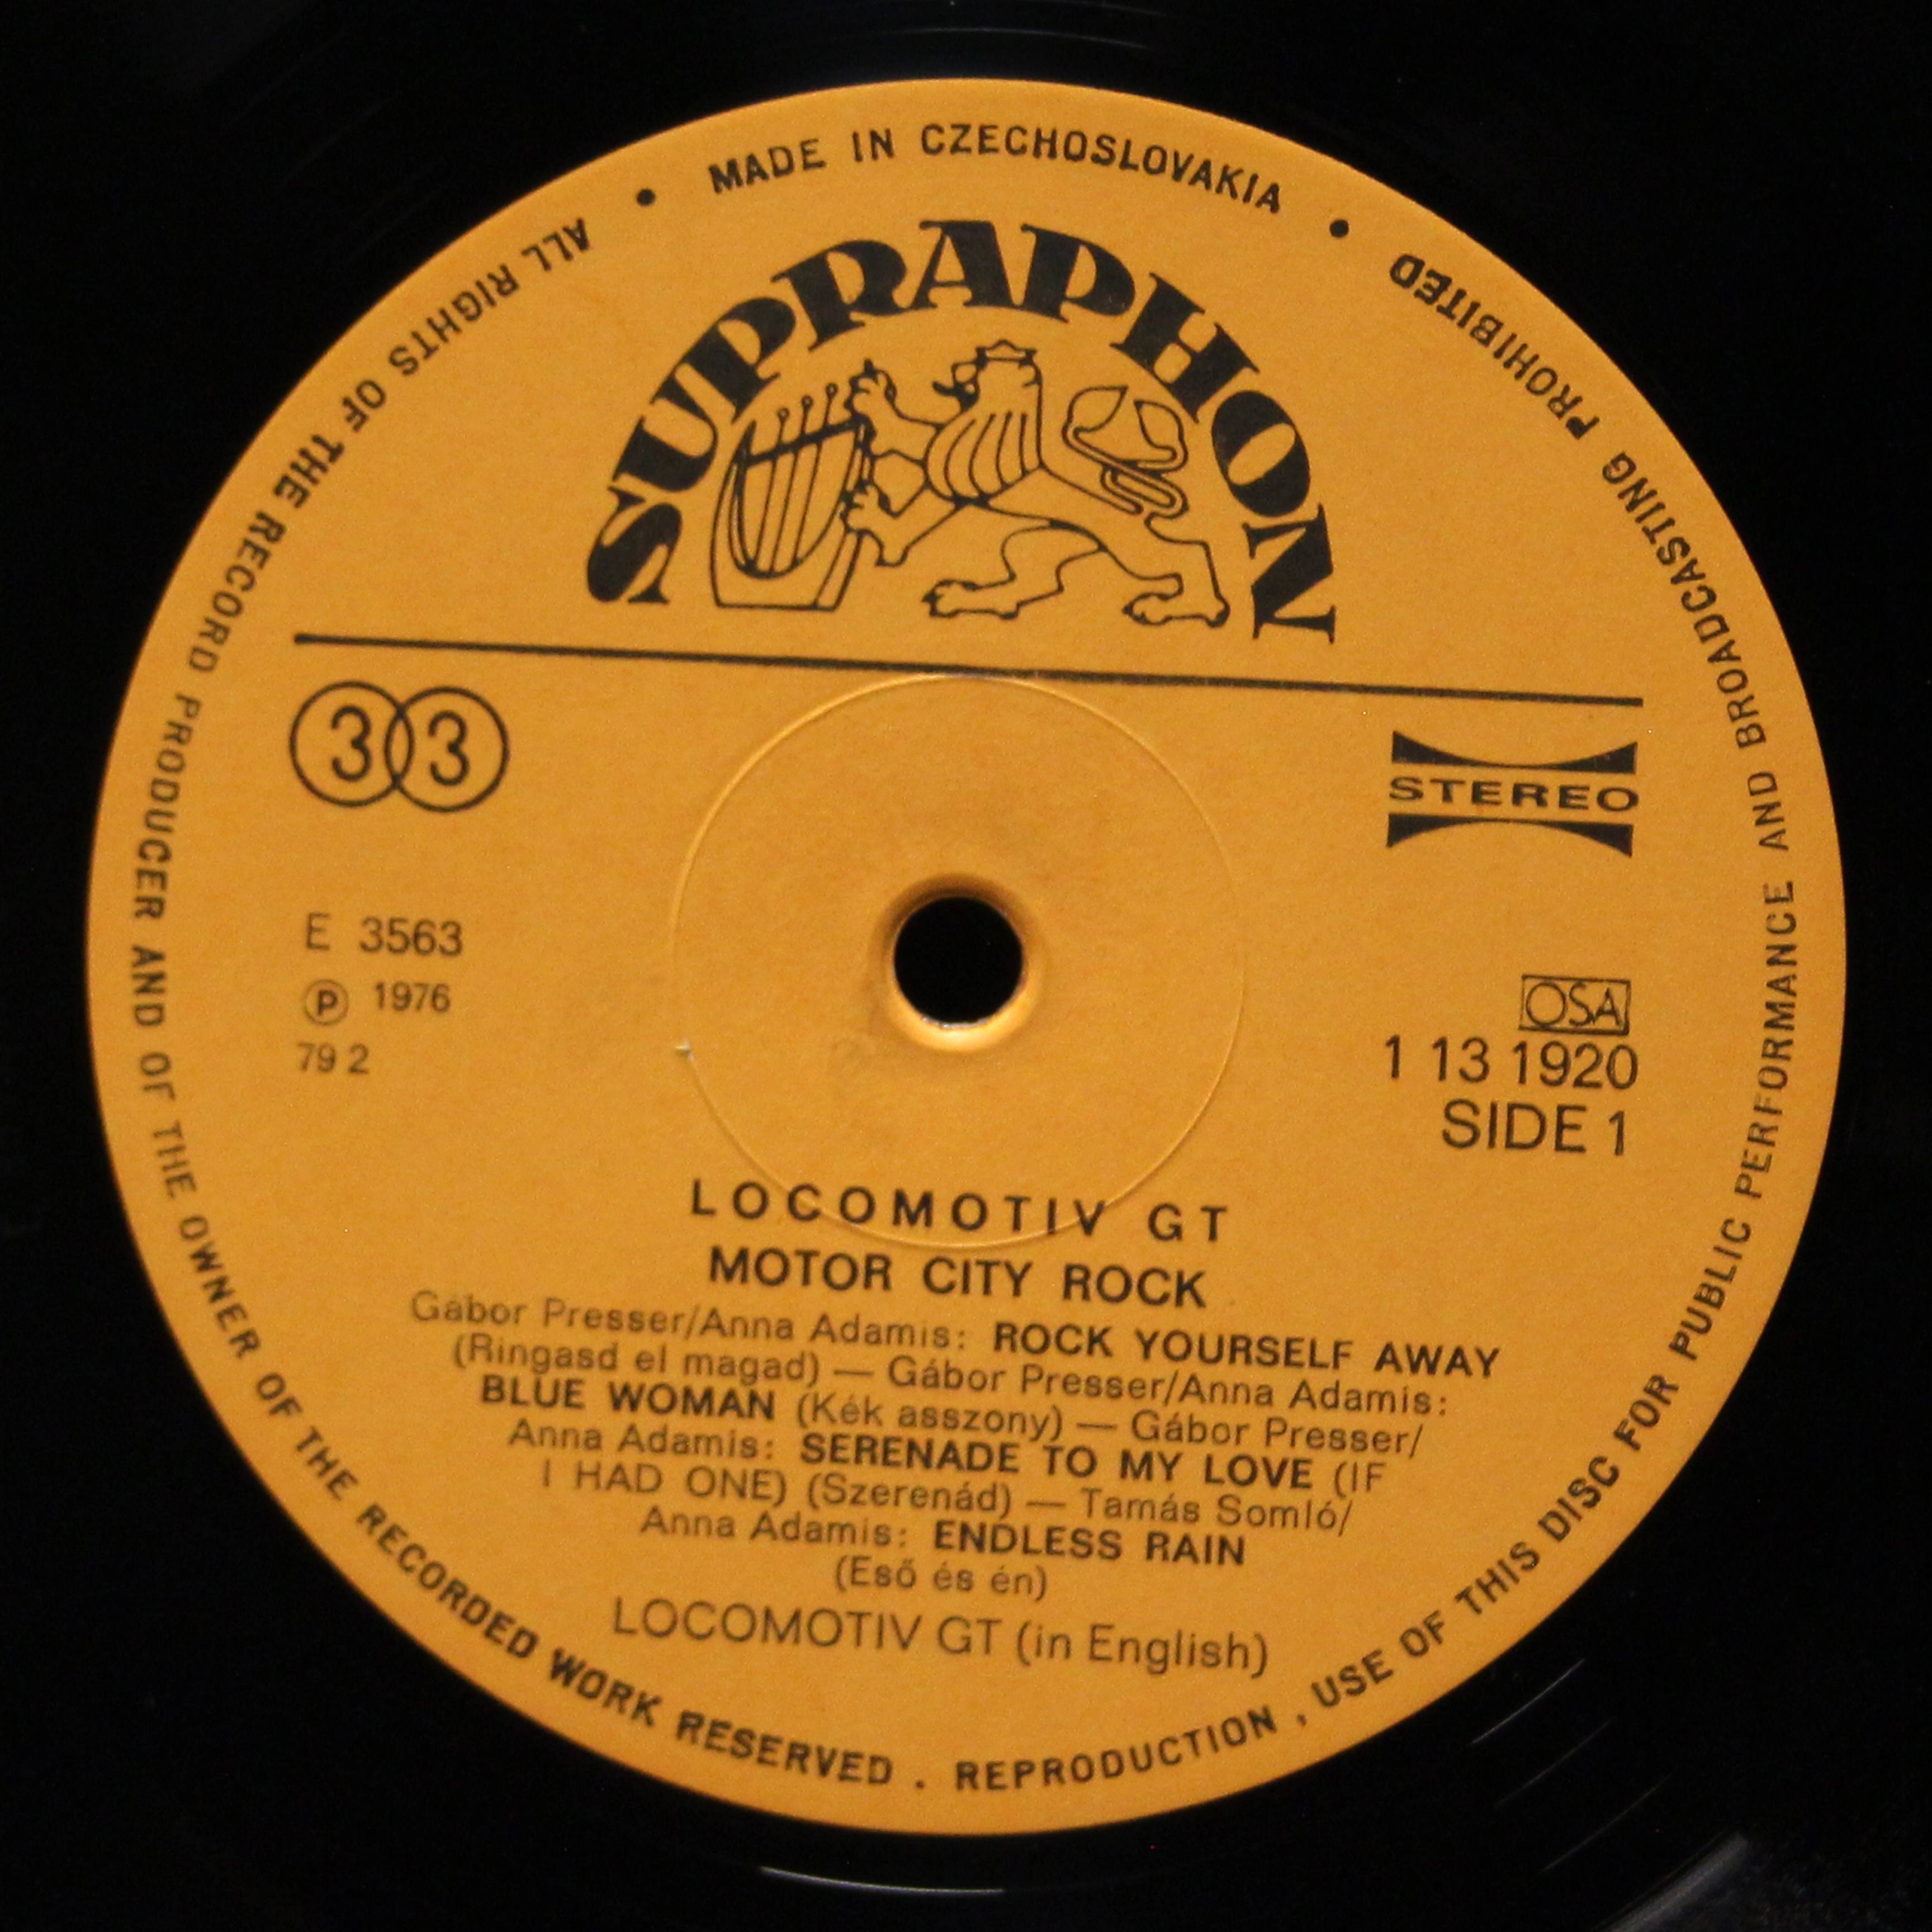 MADE IN CZECHOSLOVAKIA •
ALL RIGHTS OF THE RECORD PRODUCER AND OF THE OWNER OF THE RECORDED WORK RESERVED . REPRODUCTION , USE OF THIS DISC FOR PUBLIC PERFORMANCE AND BROADCASTING PROHIBITED •
SUPRAPHON
33
STEREO
E 3563
Ⓟ 1976
79 2
OSA
1 13 1920
SIDE 1
LOCOMOTIV GT
MOTOR CITY ROCK
Gábor Presser/Anna Adamis: ROCK YOURSELF AWAY
(Ringasd el magad) — Gábor Presser/Anna Adamis:
BLUE WOMAN (Kék asszony) — Gábor Presser/
Anna Adamis: SERENADE TO MY LOVE (IF
I HAD ONE) (Szerenád) — Tamás Somló/
Anna Adamis: ENDLESS RAIN
(Eső és én)
LOCOMOTIV GT (in English)